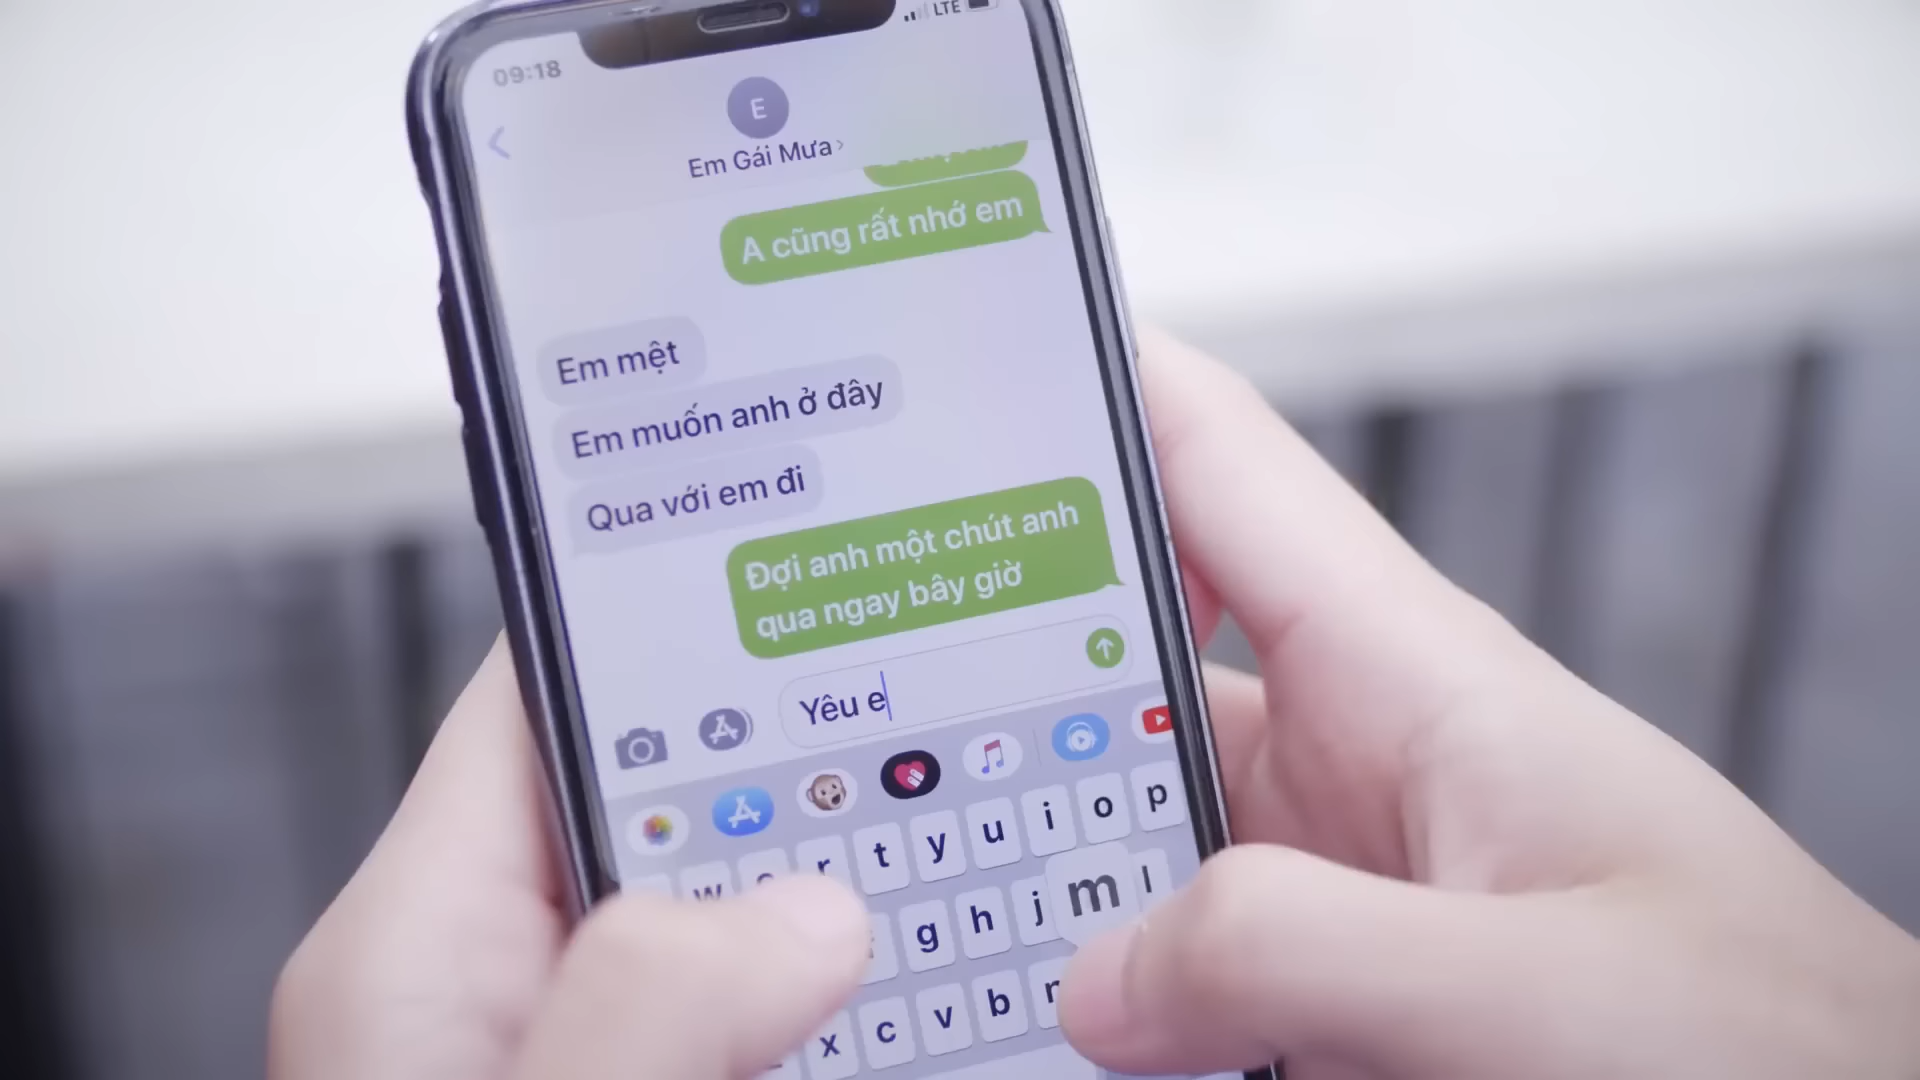 09:18
LTE
E
Em Gái Mưa
A cũng rất nhớ em
Em mệt
Em muốn anh ở đây
Qua với em đi
Đợi anh một chút anh
qua ngay bây giờ
Yêu e
w r t y u i o p
g h j m l
x c v b n